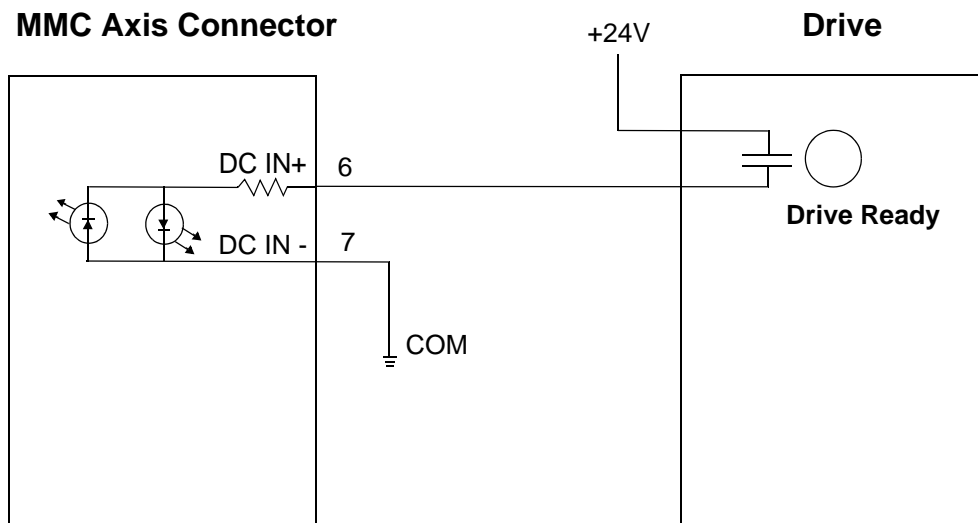 MMC Axis Connector
+24V
Drive
DC IN+
6
Drive Ready
DC IN -
7
COM